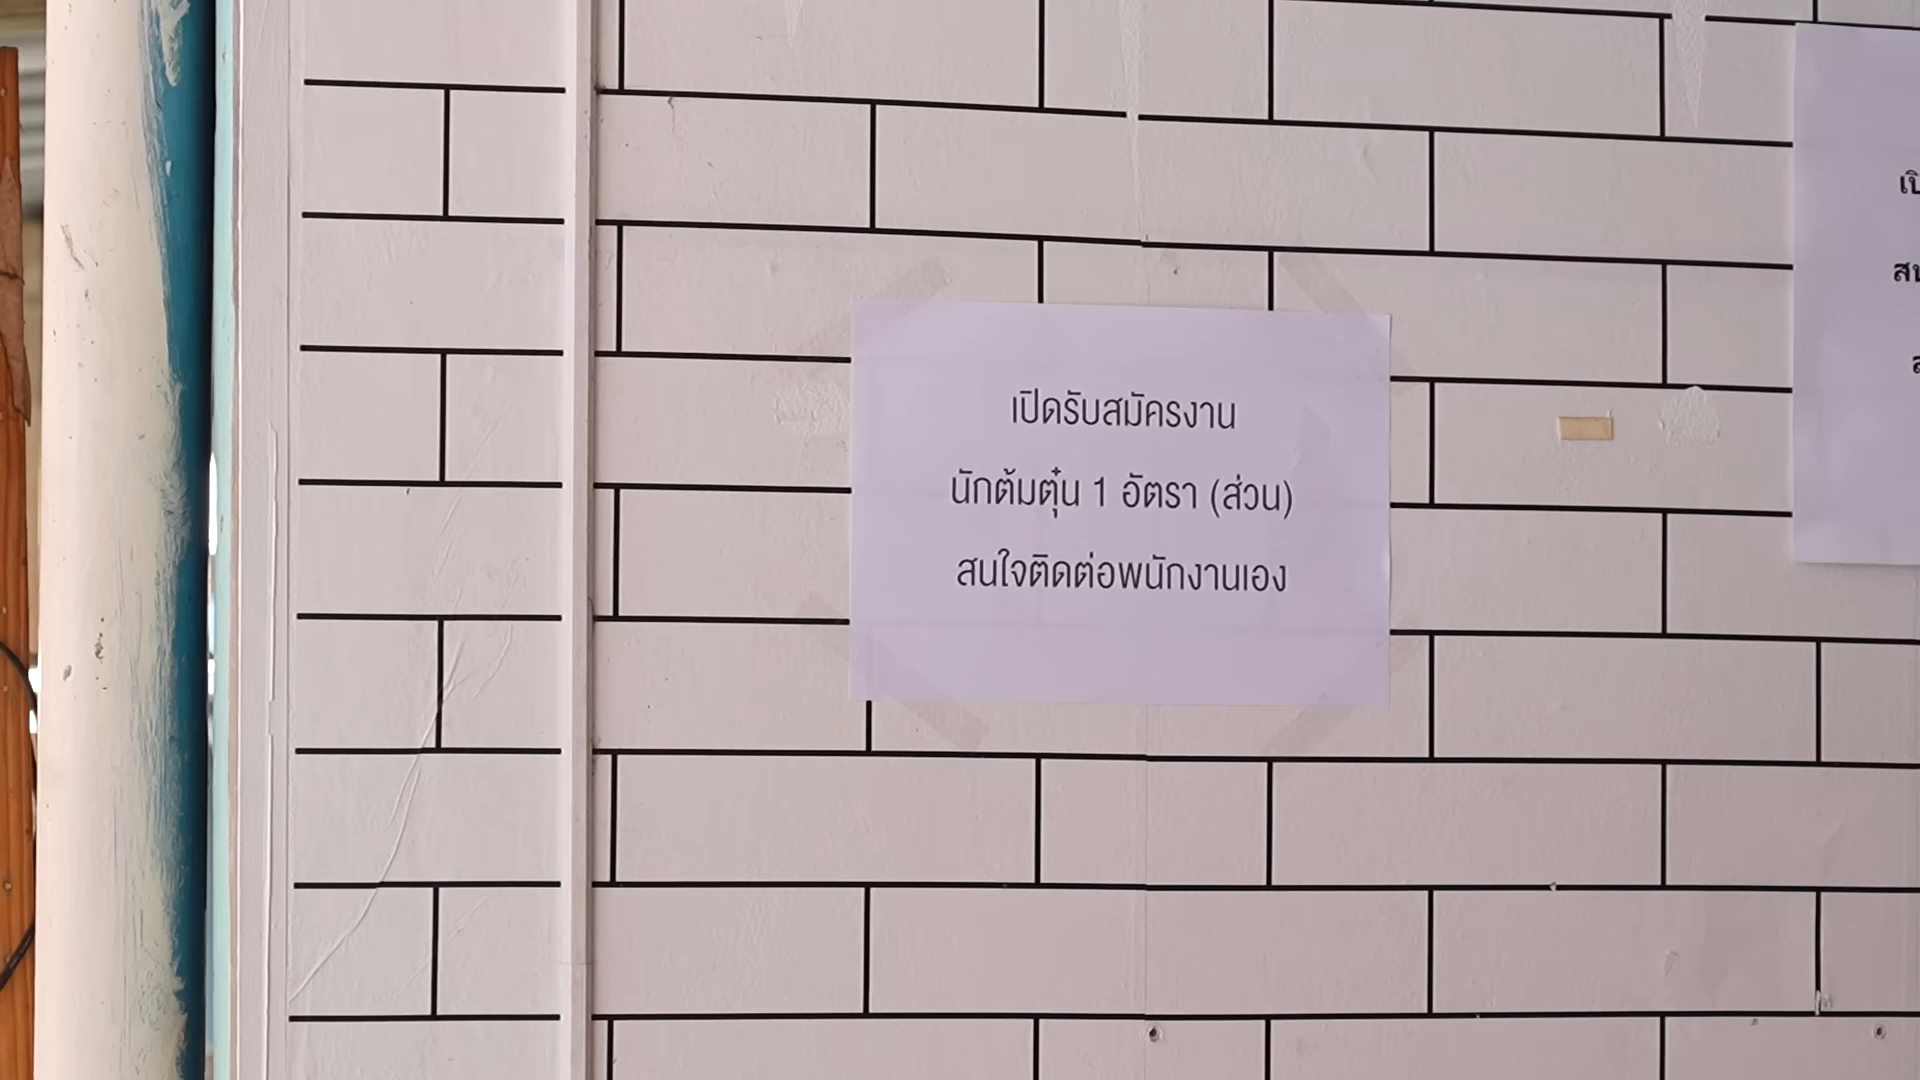 เปิดรับสมัครงาน
นักต้มตุ๋น 1 อัตรา (ส่วน)
สนใจติดต่อพนักงานเอง